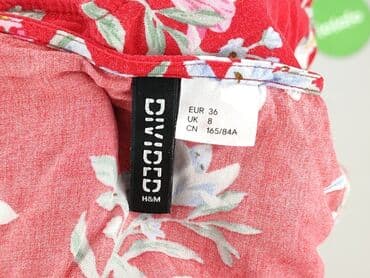 DIVIDED
H&M
EUR 36
UK 8
CN 165/84A